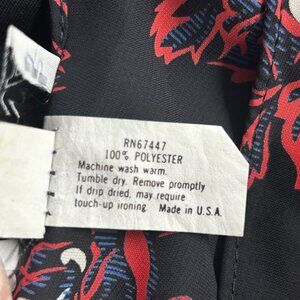 RN67447
100% POLYESTER
Machine wash warm.
Tumble dry. Remove promptly
If drip dried, may require
touch-up ironing. Made in U.S.A.